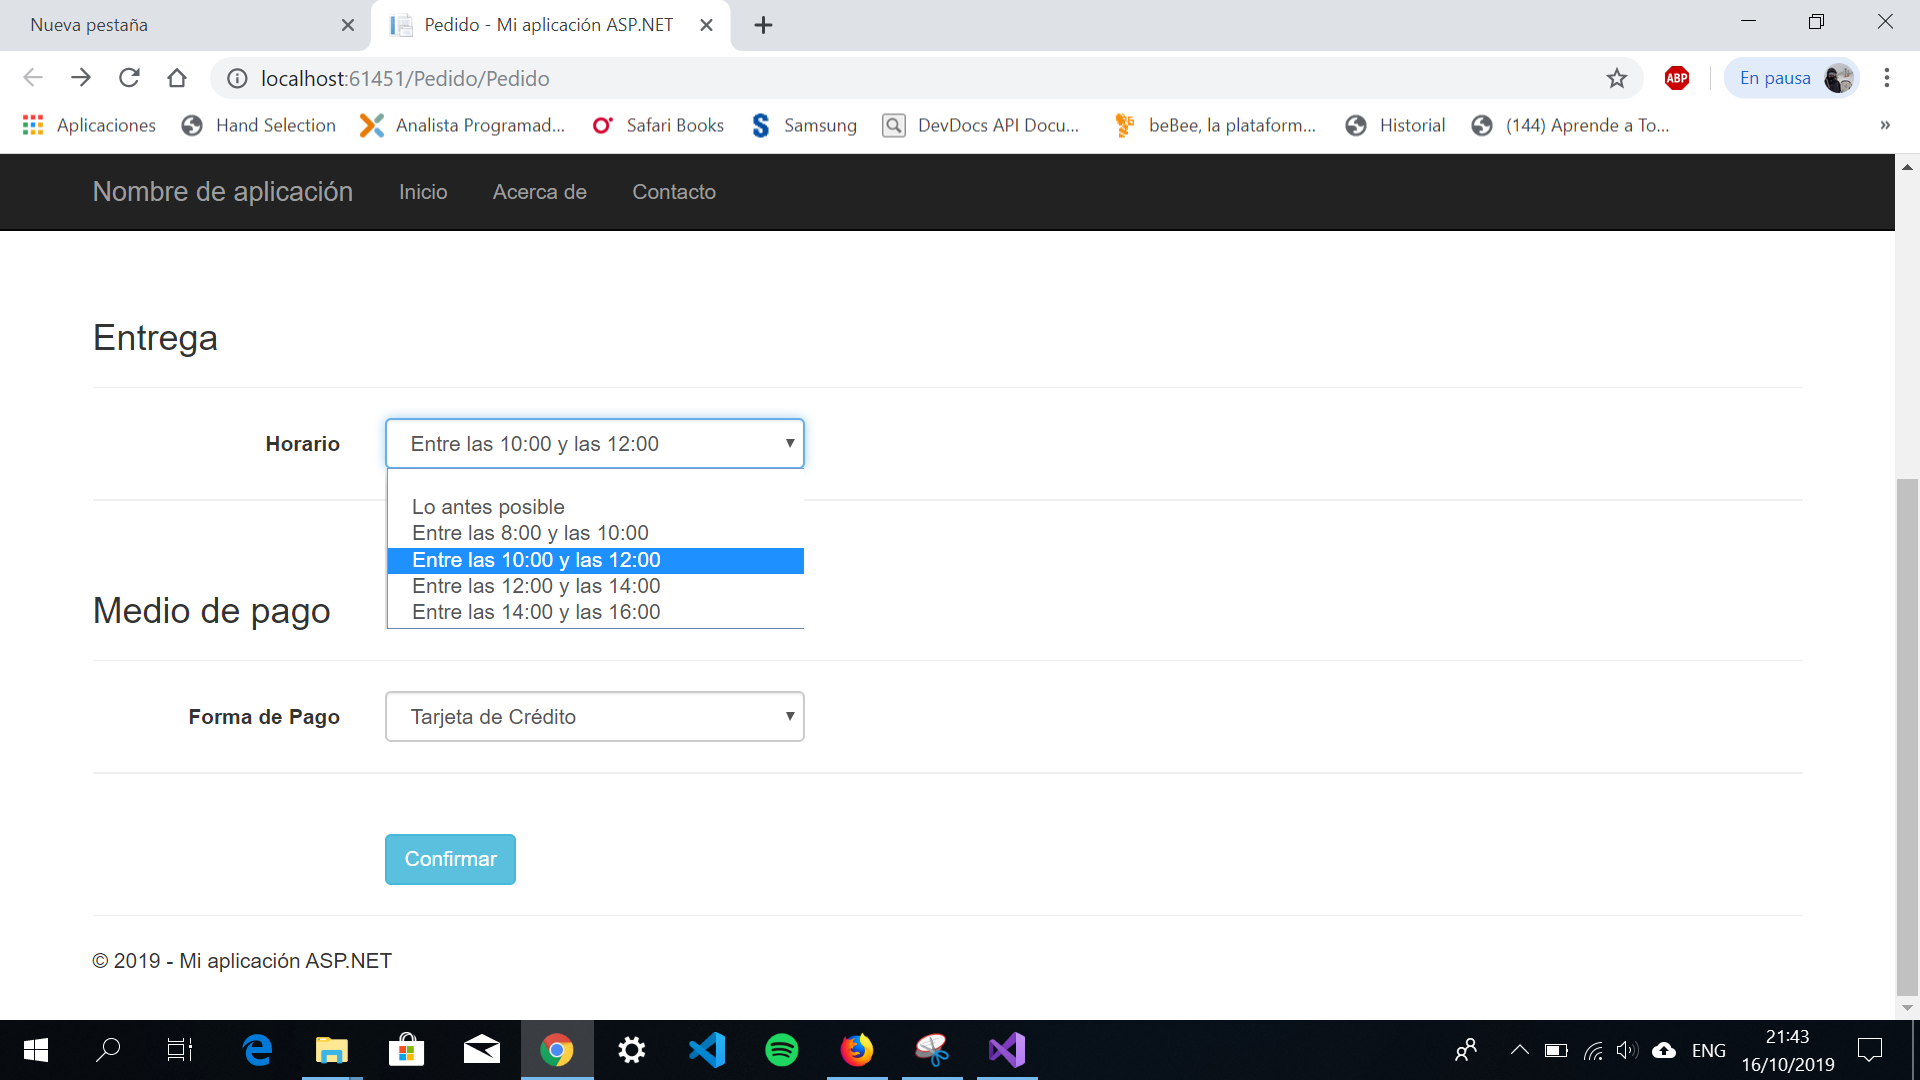 Nueva pestaña
Pedido - Mi aplicación ASP.NET
localhost:61451/Pedido/Pedido
ABP
En pausa
Aplicaciones
Hand Selection
Analista Programad...
Safari Books
Samsung
DevDocs API Docu...
beBee, la plataform...
Historial
(144) Aprende a To...
»
Nombre de aplicación
Inicio
Acerca de
Contacto
Entrega
Horario
Entre las 10:00 y las 12:00
Lo antes posible
Entre las 8:00 y las 10:00
Entre las 10:00 y las 12:00
Entre las 12:00 y las 14:00
Entre las 14:00 y las 16:00
Medio de pago
Forma de Pago
Tarjeta de Crédito
Confirmar
© 2019 - Mi aplicación ASP.NET
ENG
21:43
16/10/2019